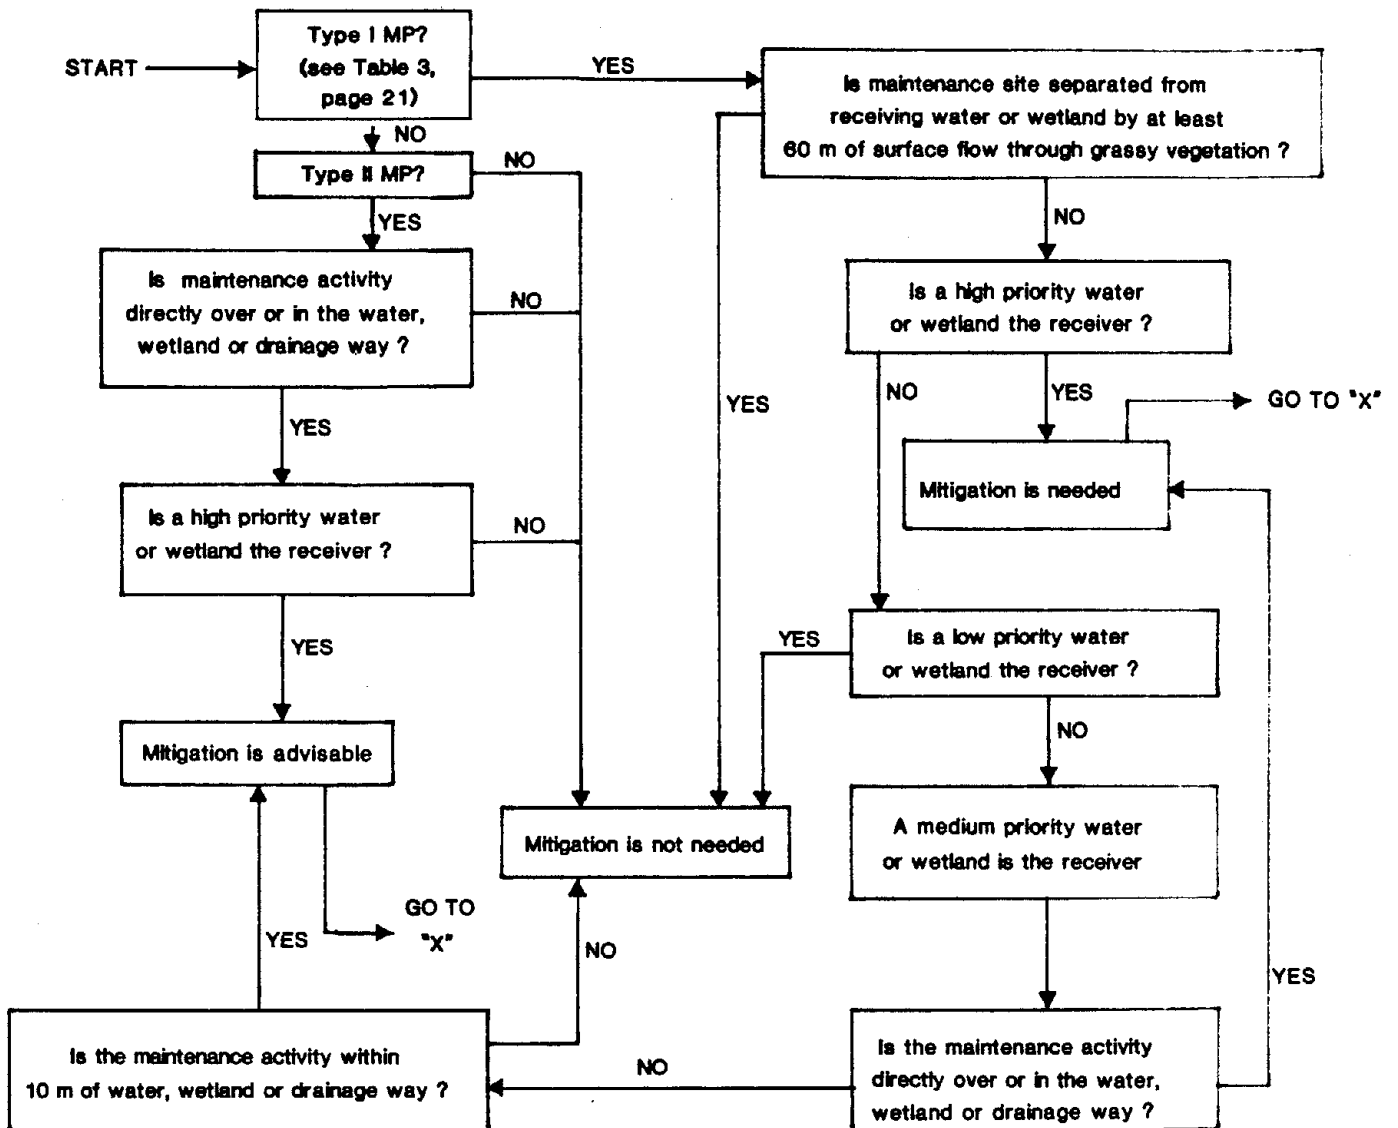 START
Type I MP?
(see Table 3,
page 21)
YES
NO
Type II MP?
NO
YES
Is maintenance activity
directly over or in the water,
wetland or drainage way ?
NO
YES
Is a high priority water
or wetland the receiver ?
NO
YES
Mitigation is advisable
GO TO
"X"
YES
Is maintenance site separated from
receiving water or wetland by at least
60 m of surface flow through grassy vegetation ?
YES
NO
Is a high priority water
or wetland the receiver ?
NO
YES
GO TO "X"
Mitigation is needed
Is a low priority water
or wetland the receiver ?
YES
NO
Mitigation is not needed
A medium priority water
or wetland is the receiver
NO
YES
Is the maintenance activity
directly over or in the water,
wetland or drainage way ?
NO
Is the maintenance activity within
10 m of water, wetland or drainage way ?